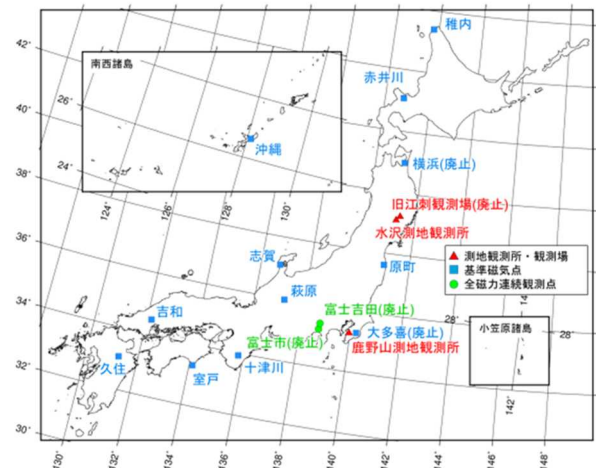 稚内
42°
赤井川
南西諸島
26°
40°
沖縄
横浜(廃止)
24°
38°
124°
126°
128°
130°
旧江刺観測場(廃止)
水沢測地観測所
36°
志賀
原町
測地観測所・観測場
基準磁気点
全磁力連続観測点
萩原
34°
吉和
富士吉田(廃止)
大多喜(廃止)
28°
小笠原諸島
28°
富士市(廃止)
鹿野山測地観測所
32°
久住
室戸
十津川
142°
30°
130°
132°
134°
136°
138°
140°
142°
144°
146°
148°